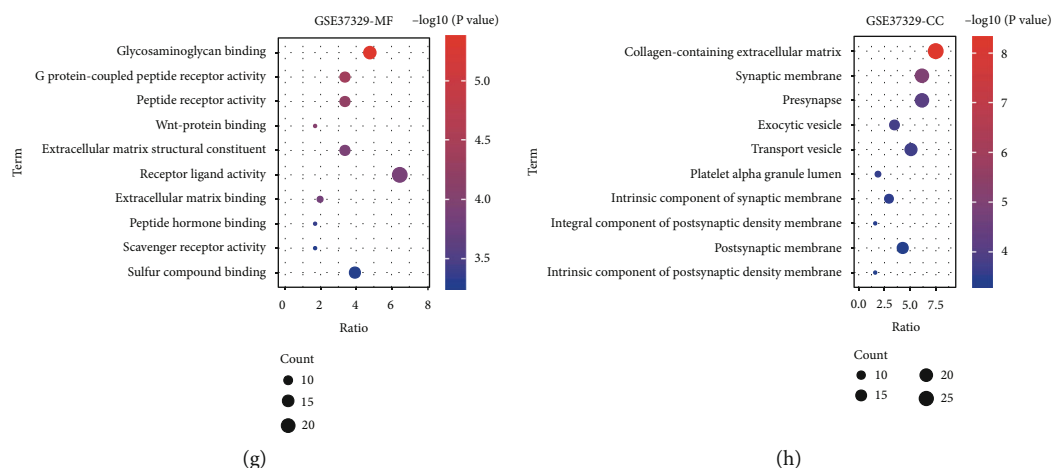 GSE37329-MF
−log10 (P value)
Term
Glycosaminoglycan binding
G protein-coupled peptide receptor activity
Peptide receptor activity
Wnt-protein binding
Extracellular matrix structural constituent
Receptor ligand activity
Extracellular matrix binding
Peptide hormone binding
Scavenger receptor activity
Sulfur compound binding
5.0
4.5
4.0
3.5
0 2 4 6 8
Ratio
Count
10
15
20
(g)
GSE37329-CC
−log10 (P value)
Term
Collagen-containing extracellular matrix
Synaptic membrane
Presynapse
Exocytic vesicle
Transport vesicle
Platelet alpha granule lumen
Intrinsic component of synaptic membrane
Integral component of postsynaptic density membrane
Postsynaptic membrane
Intrinsic component of postsynaptic density membrane
8
7
6
5
4
0.0 2.5 5.0 7.5
Ratio
Count
10 20
15 25
(h)